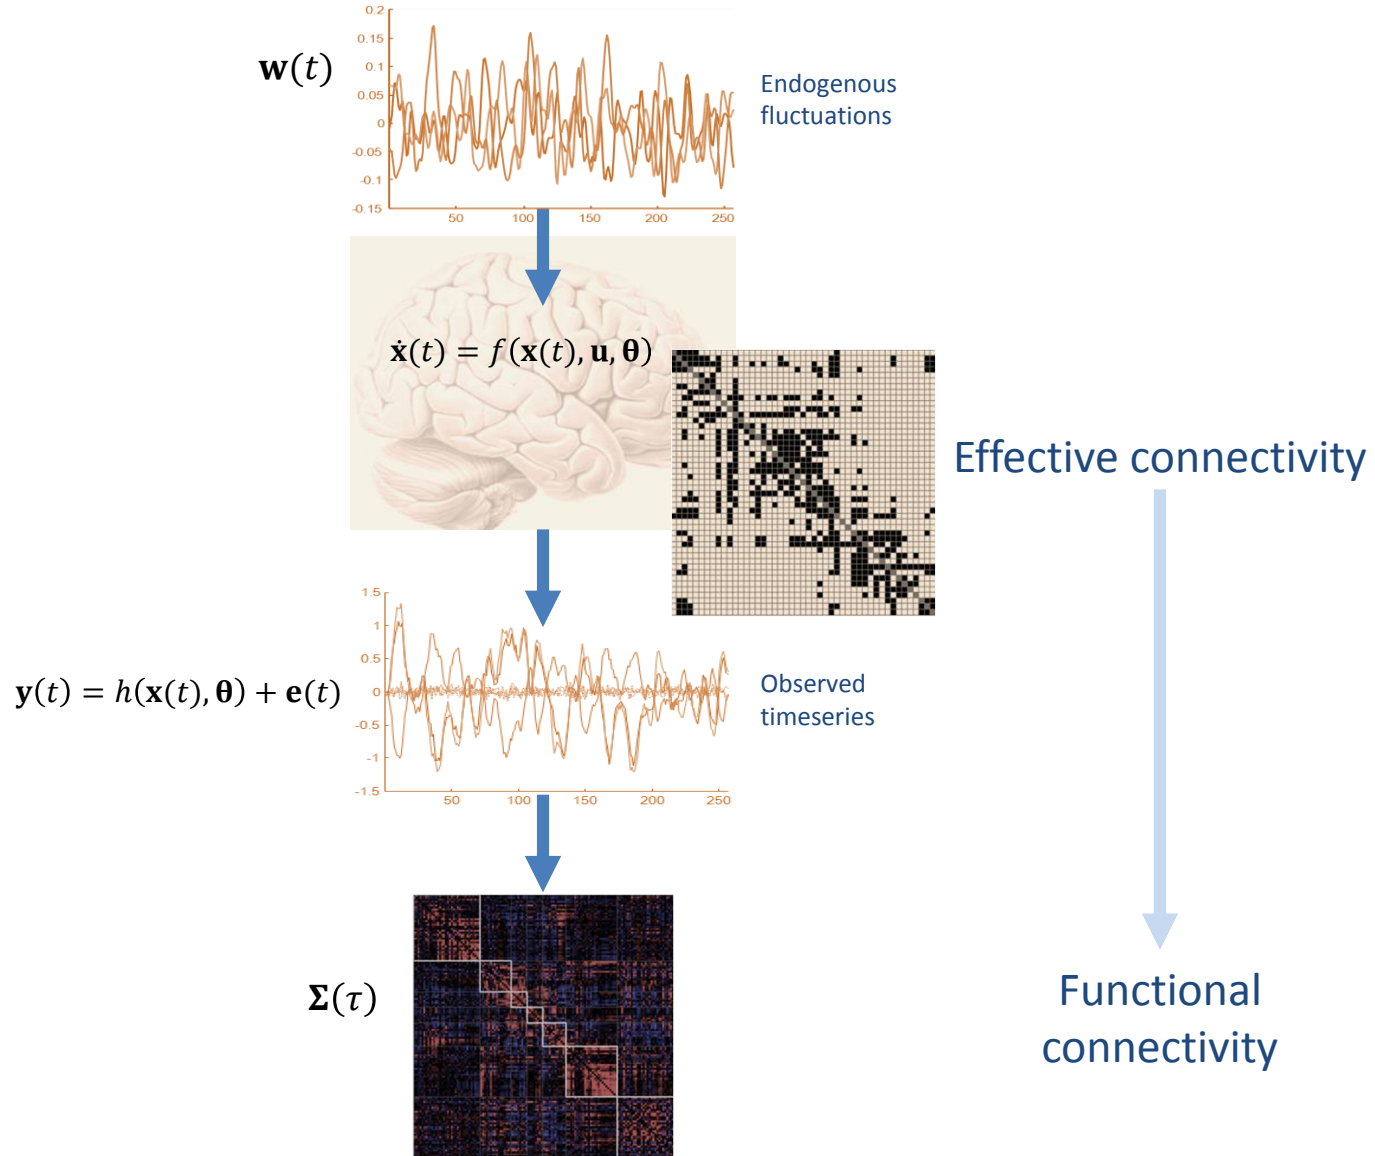 𝐰(t)
0.2
0.15
0.1
0.05
0
-0.05
-0.1
-0.15
50
100
150
200
250
Endogenous
fluctuations
𝐱̇(t) = f(𝐱(t), 𝐮, 𝛉)
Effective connectivity
𝐲(t) = h(𝐱(t), 𝛉) + 𝐞(t)
1.5
1
0.5
0
-0.5
-1
-1.5
50
100
150
200
250
Observed
timeseries
𝚺(τ)
Functional
connectivity